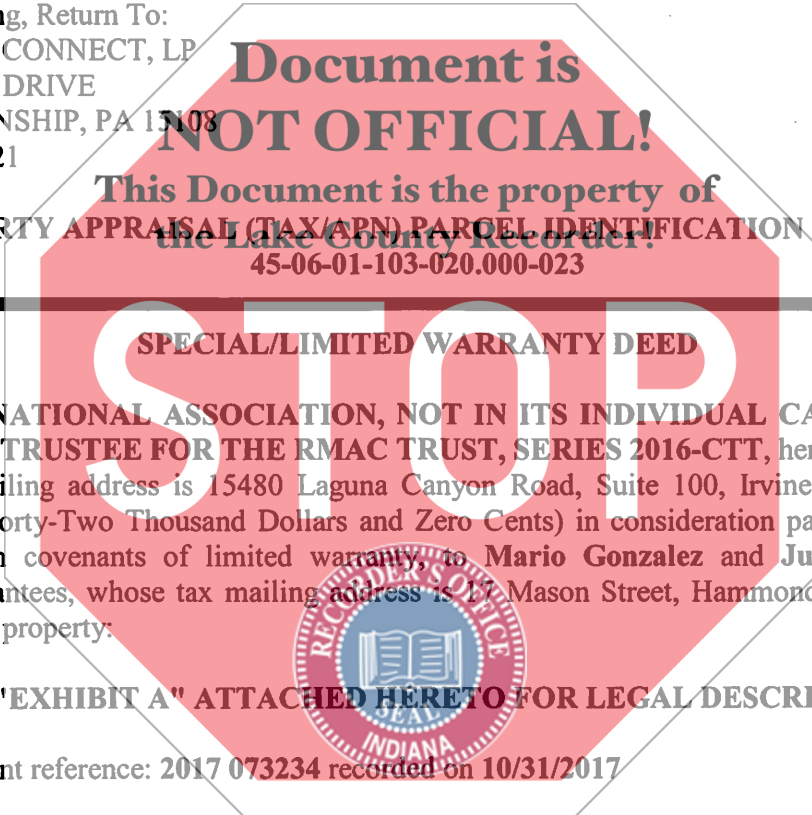 ng, Return To:
CONNECT, LP
DRIVE
NSHIP, PA 15108
21
Document is
NOT OFFICIAL!
This Document is the property of
the Lake County Recorder!
RTY APPRAISAL (TAX/APN) PARCEL IDENTIFICATION
45-06-01-103-020.000-023
STOP
SPECIAL/LIMITED WARRANTY DEED
NATIONAL ASSOCIATION, NOT IN ITS INDIVIDUAL CA
TRUSTEE FOR THE RMAC TRUST, SERIES 2016-CTT, her
iling address is 15480 Laguna Canyon Road, Suite 100, Irvine
orty-Two Thousand Dollars and Zero Cents) in consideration pa
covenants of limited warranty, to Mario Gonzalez and Ju
antees, whose tax mailing address is 17 Mason Street, Hammond
property:
RECORDER'S OFFICE
SEAL
INDIANA
"EXHIBIT A" ATTACHED HERETO FOR LEGAL DESCRI
nt reference: 2017 073234 recorded on 10/31/2017